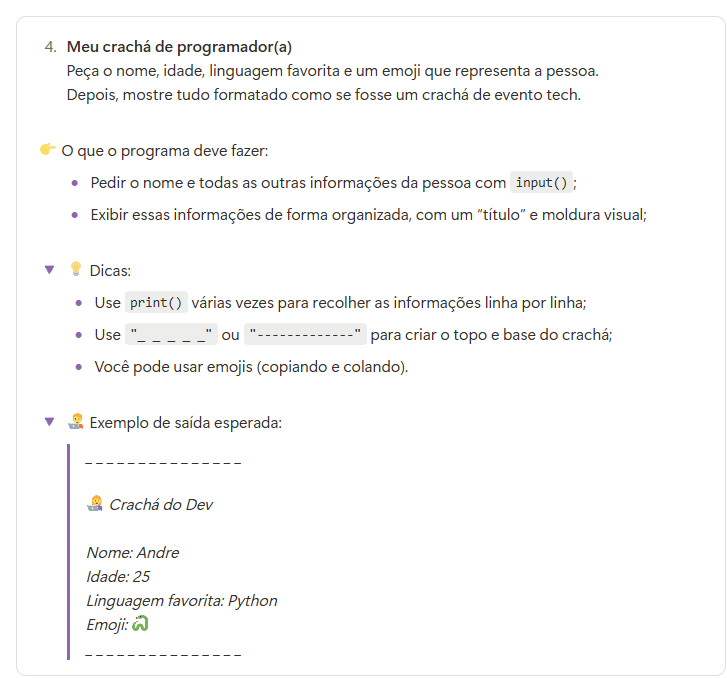 4. Meu crachá de programador(a)
Peça o nome, idade, linguagem favorita e um emoji que representa a pessoa.
Depois, mostre tudo formatado como se fosse um crachá de evento tech.
👉 O que o programa deve fazer:
• Pedir o nome e todas as outras informações da pessoa com input();
• Exibir essas informações de forma organizada, com um “título” e moldura visual;
▼ 💡 Dicas:
• Use print() várias vezes para recolher as informações linha por linha;
• Use "_ _ _ _ _" ou "-------------" para criar o topo e base do crachá;
• Você pode usar emojis (copiando e colando).
▼ 🧑‍💻 Exemplo de saída esperada:
_ _ _ _ _ _ _ _ _ _ _ _ _ _ _
👩‍💻 Crachá do Dev
Nome: Andre
Idade: 25
Linguagem favorita: Python
Emoji: 🐍
_ _ _ _ _ _ _ _ _ _ _ _ _ _ _